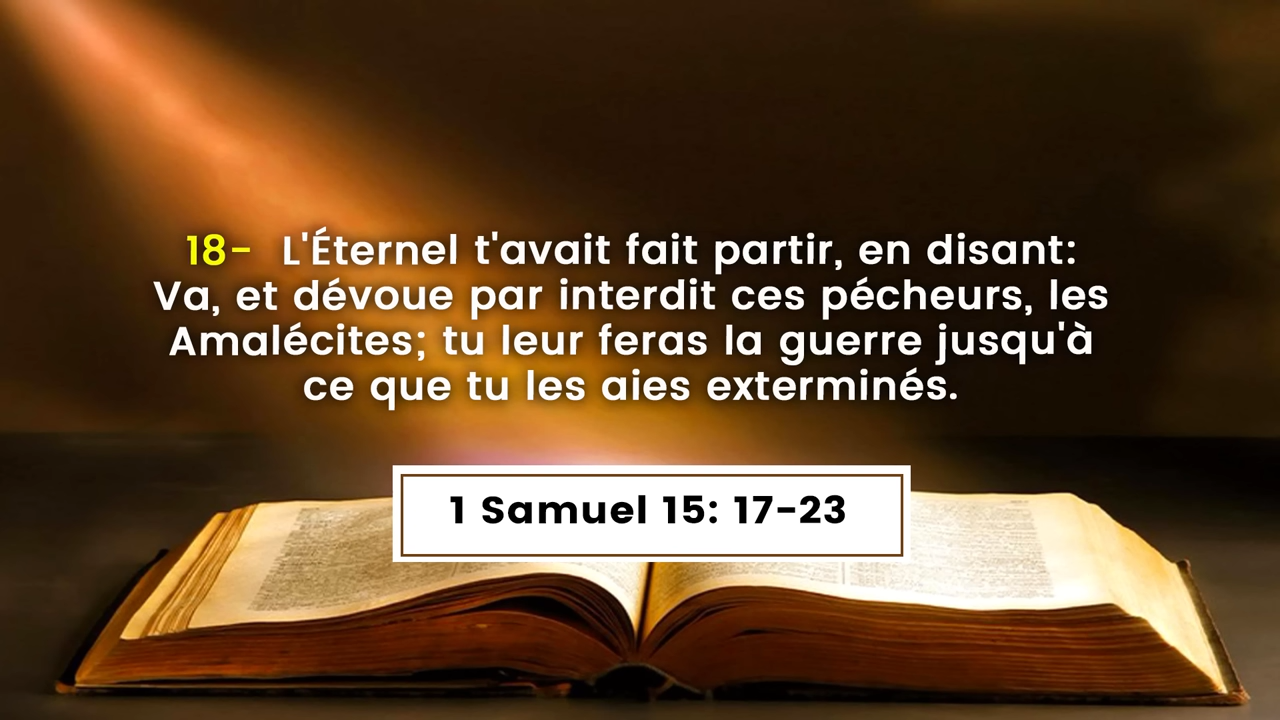 18- L'Éternel t'avait fait partir, en disant:
Va, et dévoue par interdit ces pécheurs, les
Amalécites; tu leur feras la guerre jusqu'à
ce que tu les aies exterminés.
1 Samuel 15: 17-23